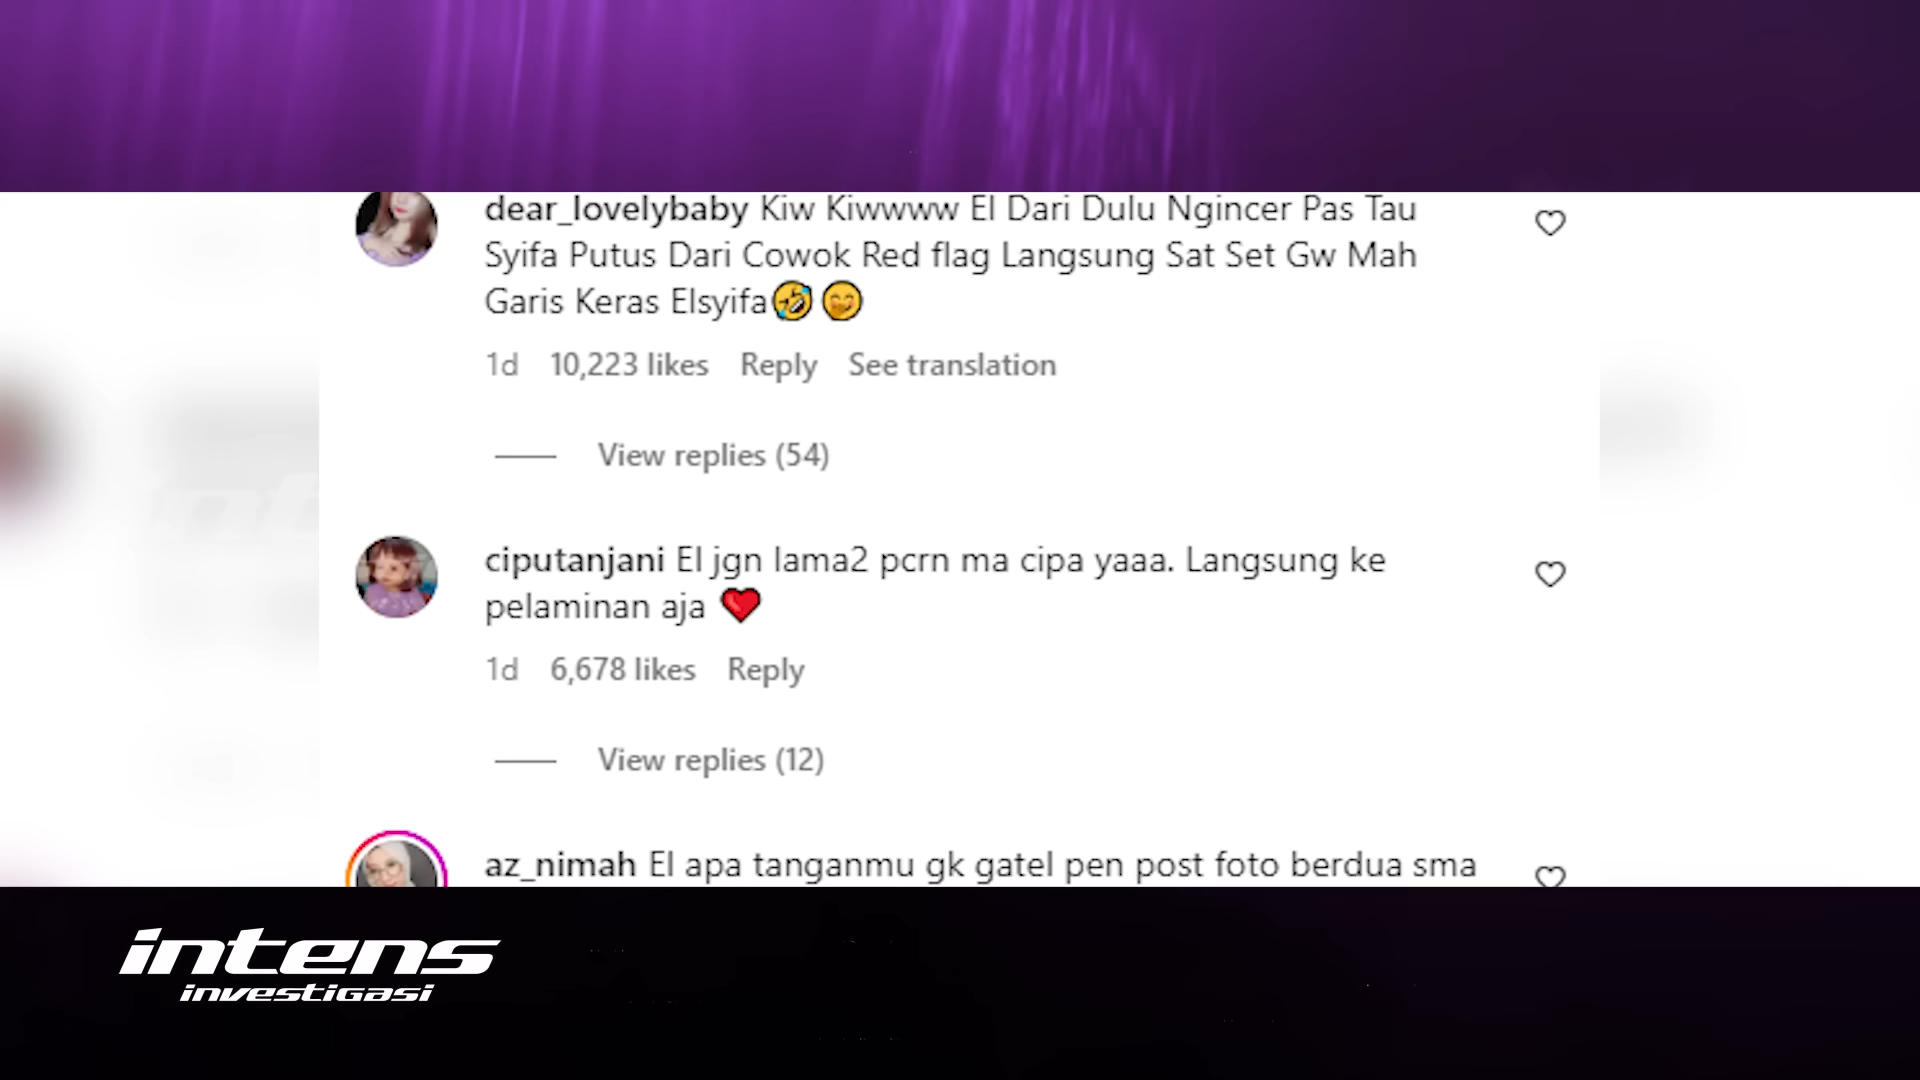 dear_lovelybaby Kiw Kiwwww El Dari Dulu Ngincer Pas Tau
Syifa Putus Dari Cowok Red flag Langsung Sat Set Gw Mah
Garis Keras Elsyifa🤣🤭
1d 10,223 likes Reply See translation
View replies (54)
ciputanjani El jgn lama2 pcrn ma cipa yaaa. Langsung ke
pelaminan aja ❤️
1d 6,678 likes Reply
View replies (12)
az_nimah El apa tanganmu gk gatel pen post foto berdua sma
intens
investigasi